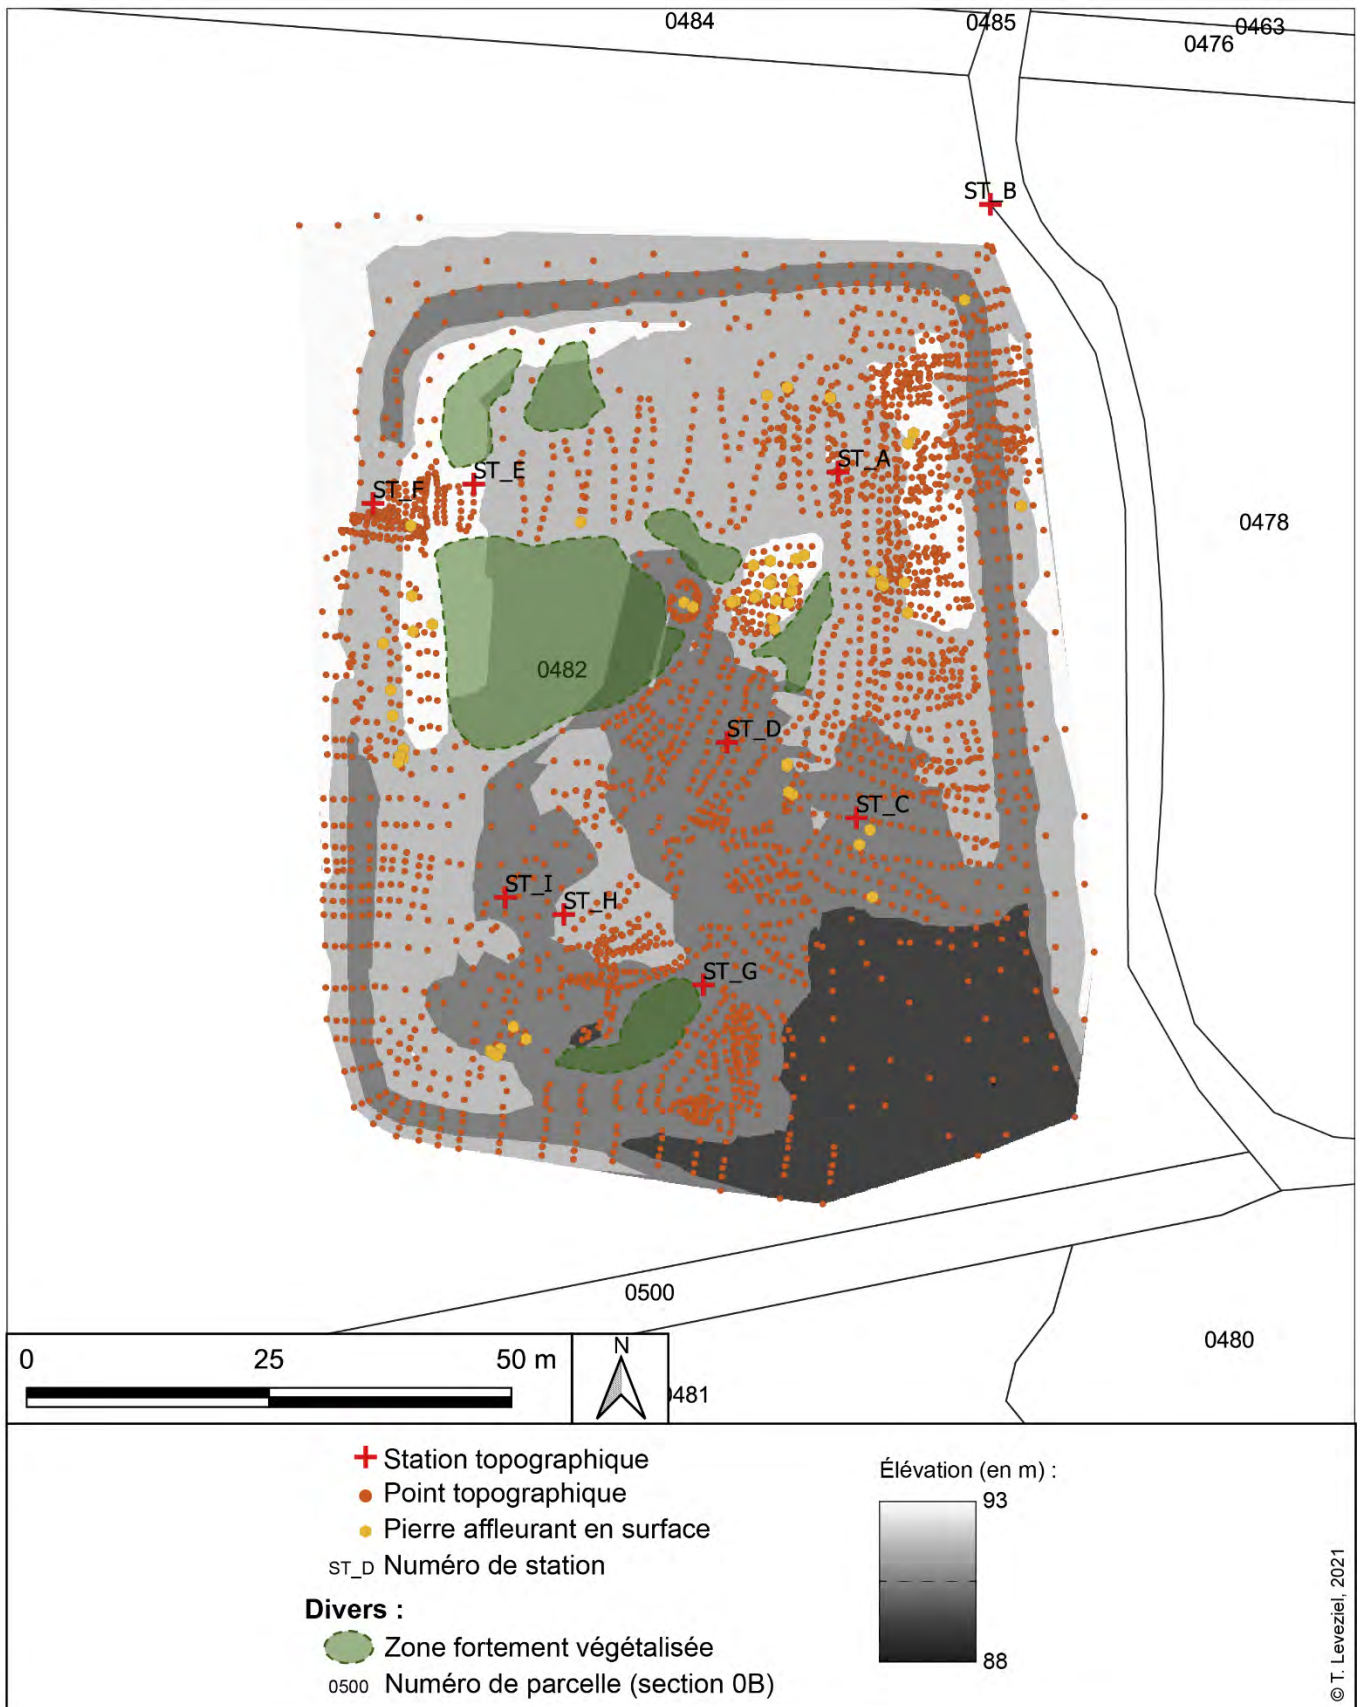 0484
0485
0463
0476
ST_B
ST_A
ST_E
ST_F
0478
0482
ST_D
ST_C
ST_I
ST_H
ST_G
0500
0480
0 25 50 m
N
0481
Station topographique
Point topographique
Pierre affleurant en surface
ST_D Numéro de station
Divers :
Zone fortement végétalisée
0500 Numéro de parcelle (section 0B)
Élévation (en m) :
93
88
© T. Leveziel, 2021